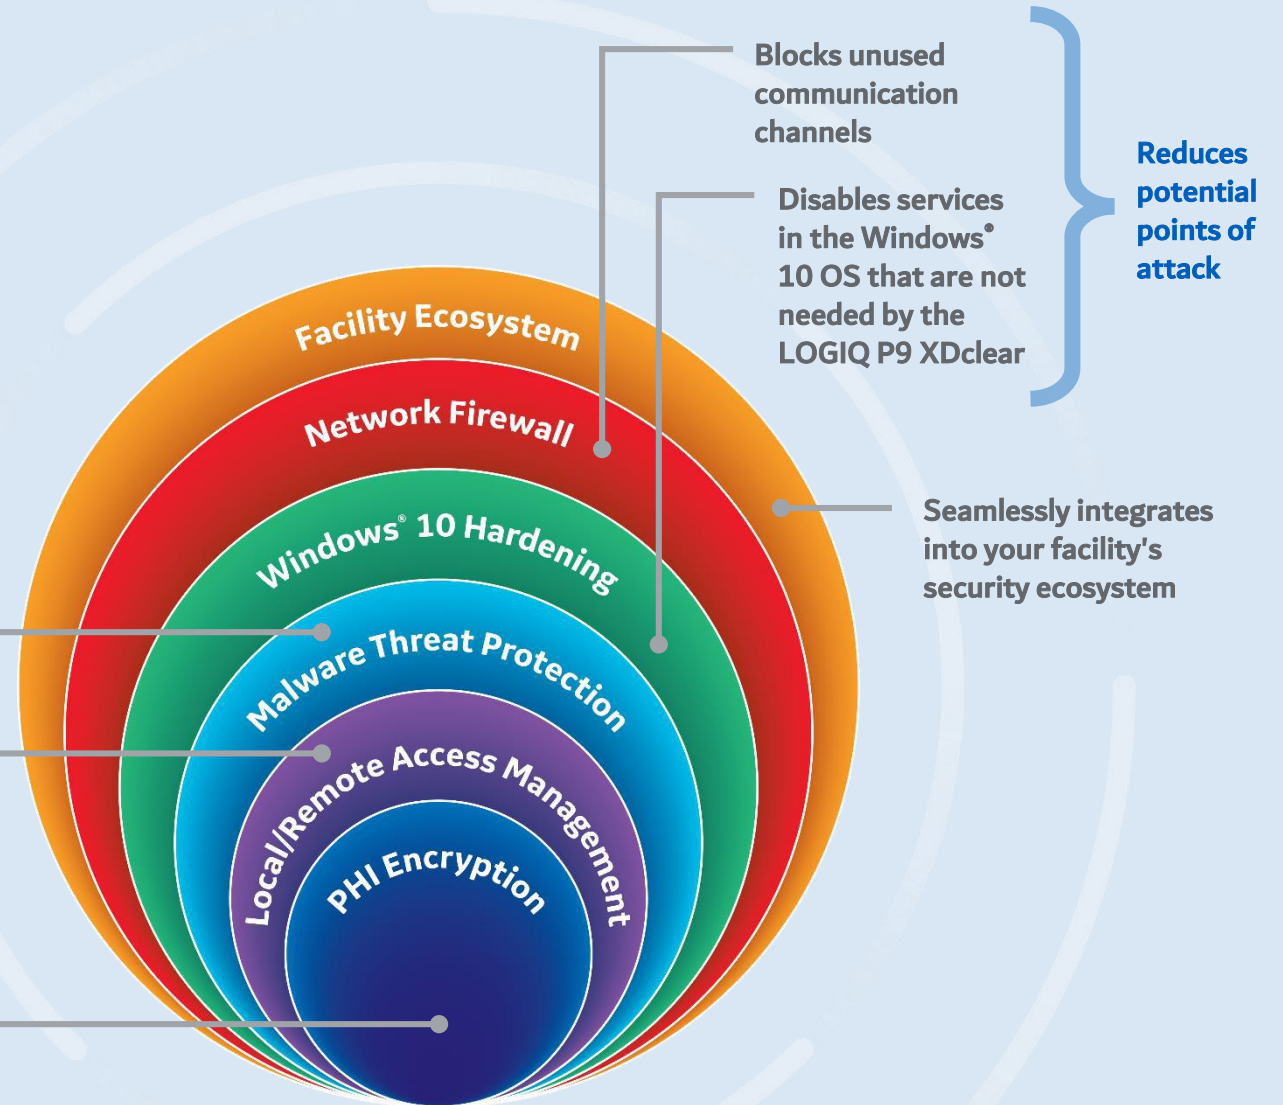 Blocks unused
communication
channels
Disables services
in the Windows®
10 OS that are not
needed by the
LOGIQ P9 XDclear
Reduces
potential
points of
attack
Seamlessly integrates
into your facility's
security ecosystem
Facility Ecosystem
Network Firewall
Windows® 10 Hardening
Malware Threat Protection
Local/Remote Access Management
PHI Encryption